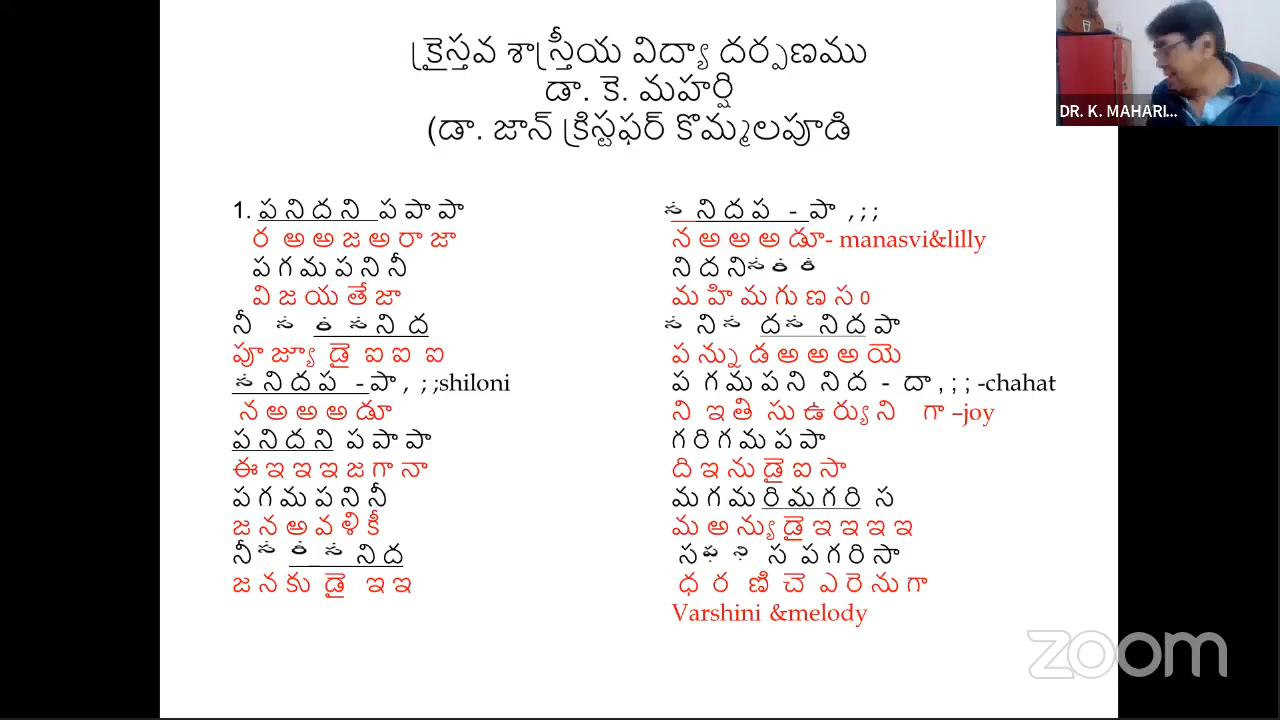 క్రైస్తవ శాస్త్రీయ విద్యా దర్పణము
డా. కె. మహర్షి
(డా. జాన్ క్రిస్టఫర్ కొమ్మలపూడి
DR. K. MAHARI...
1. ప ని ద ని ప పా పా
ర అ అ జ అ రా జా
ప గ మ ప ని నీ
వి జ య తే జా
నీ స రి స ని ద
పూ జ్యూ డై ఐ ఐ ఐ
స ని ద ప - పా , ; ;shiloni
న అ అ అ డూ
ప ని ద ని ప పా పా
ఈ ఇ ఇ ఇ జ గా నా
ప గ మ ప ని నీ
జ న అ వ ళి కీ
నీ స రి స ని ద
జ న కు డై ఇ ఇ
స ని ద ప - పా , ; ;
న అ అ అ డూ- manasvi&lilly
ని ద ని స రి రి
మ హి మ గు ణ స ం
స ని స ద స ని ద పా
ప న్ను డ అ అ అ యె
ప గ మ ప ని ని ద - దా , ; ; -chahat
ని ఇ తి సు ఉ ర్యు ని గా –joy
గ రి గ మ ప పా
ది ఇ ను డై ఐ సా
మ గ మ రి మ గ రి స
మ అ న్యు డై ఇ ఇ ఇ ఇ
స ప ని స ప గ రి సా
ధ ర ణి చె ఎ రె ను గా
Varshini &melody
zoom